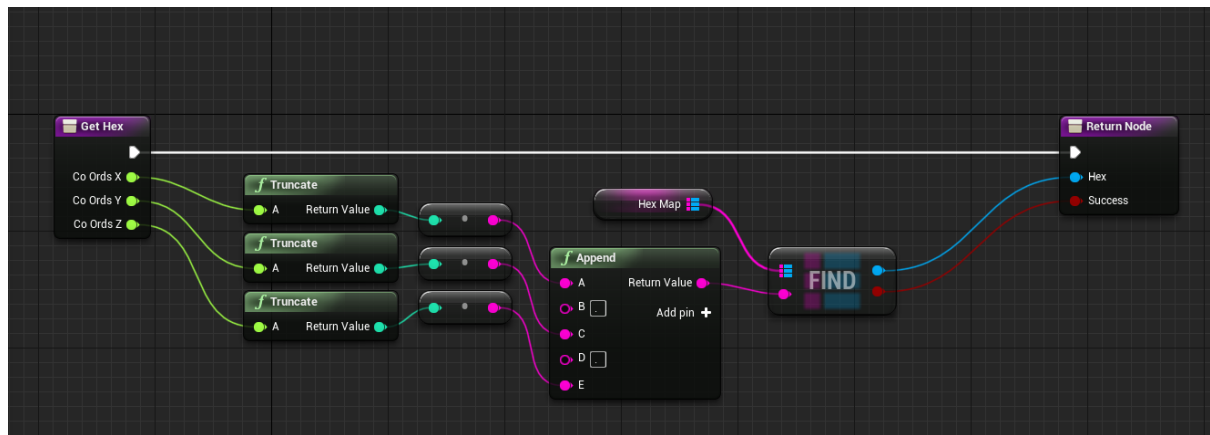 Get Hex
Co Ords X
Co Ords Y
Co Ords Z
f Truncate
A Return Value
f Truncate
A Return Value
f Truncate
A Return Value
Hex Map
f Append
A Return Value
B .
Add pin +
C
D .
E
FIND
Return Node
Hex
Success